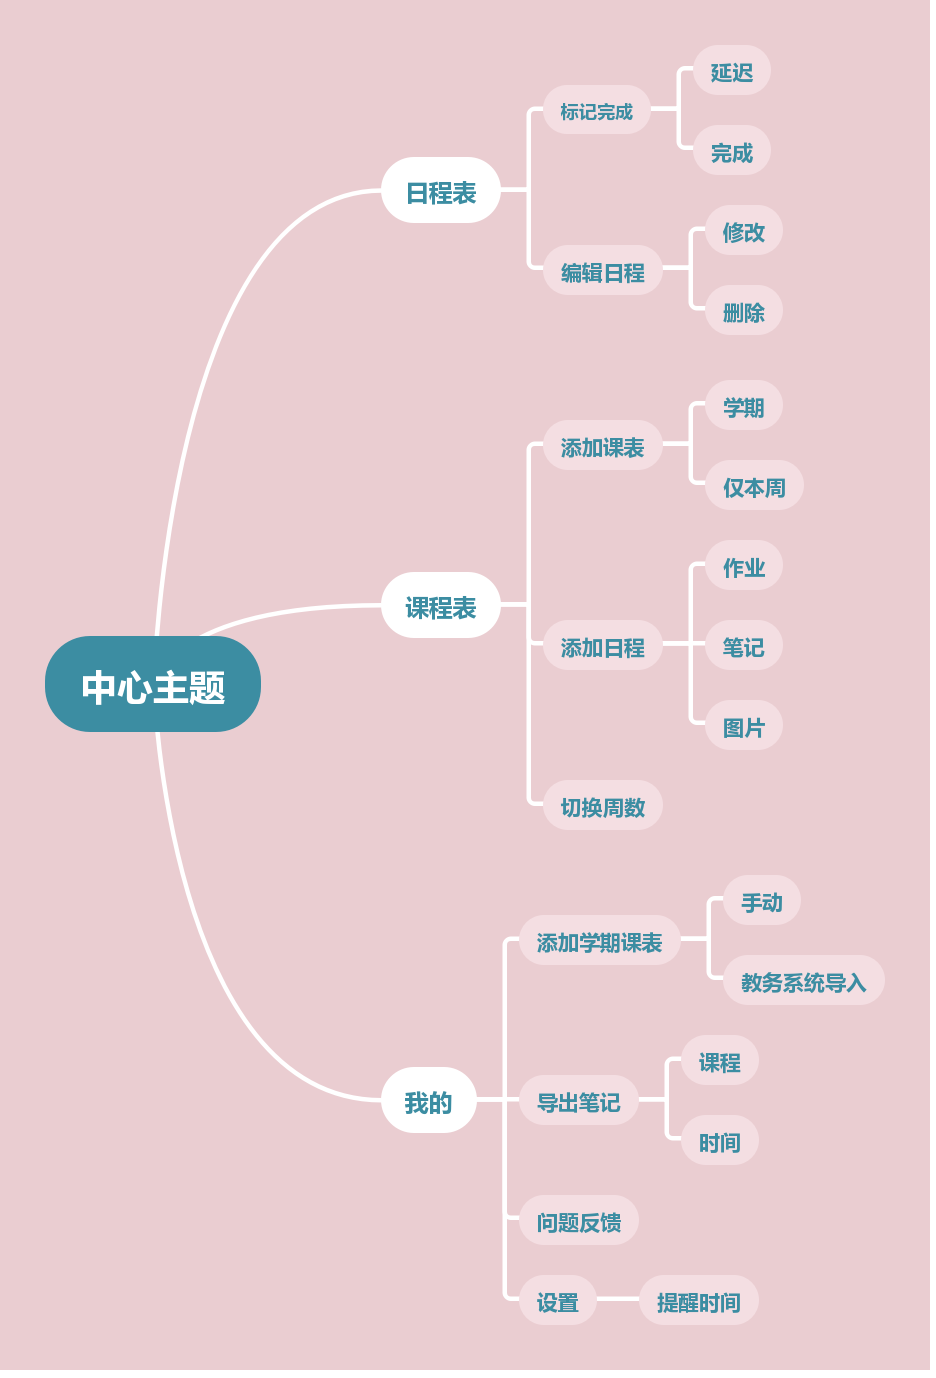 中心主题
日程表
标记完成
延迟
完成
编辑日程
修改
删除
课程表
添加课表
学期
仅本周
添加日程
作业
笔记
图片
切换周数
我的
添加学期课表
手动
教务系统导入
导出笔记
课程
时间
问题反馈
设置
提醒时间